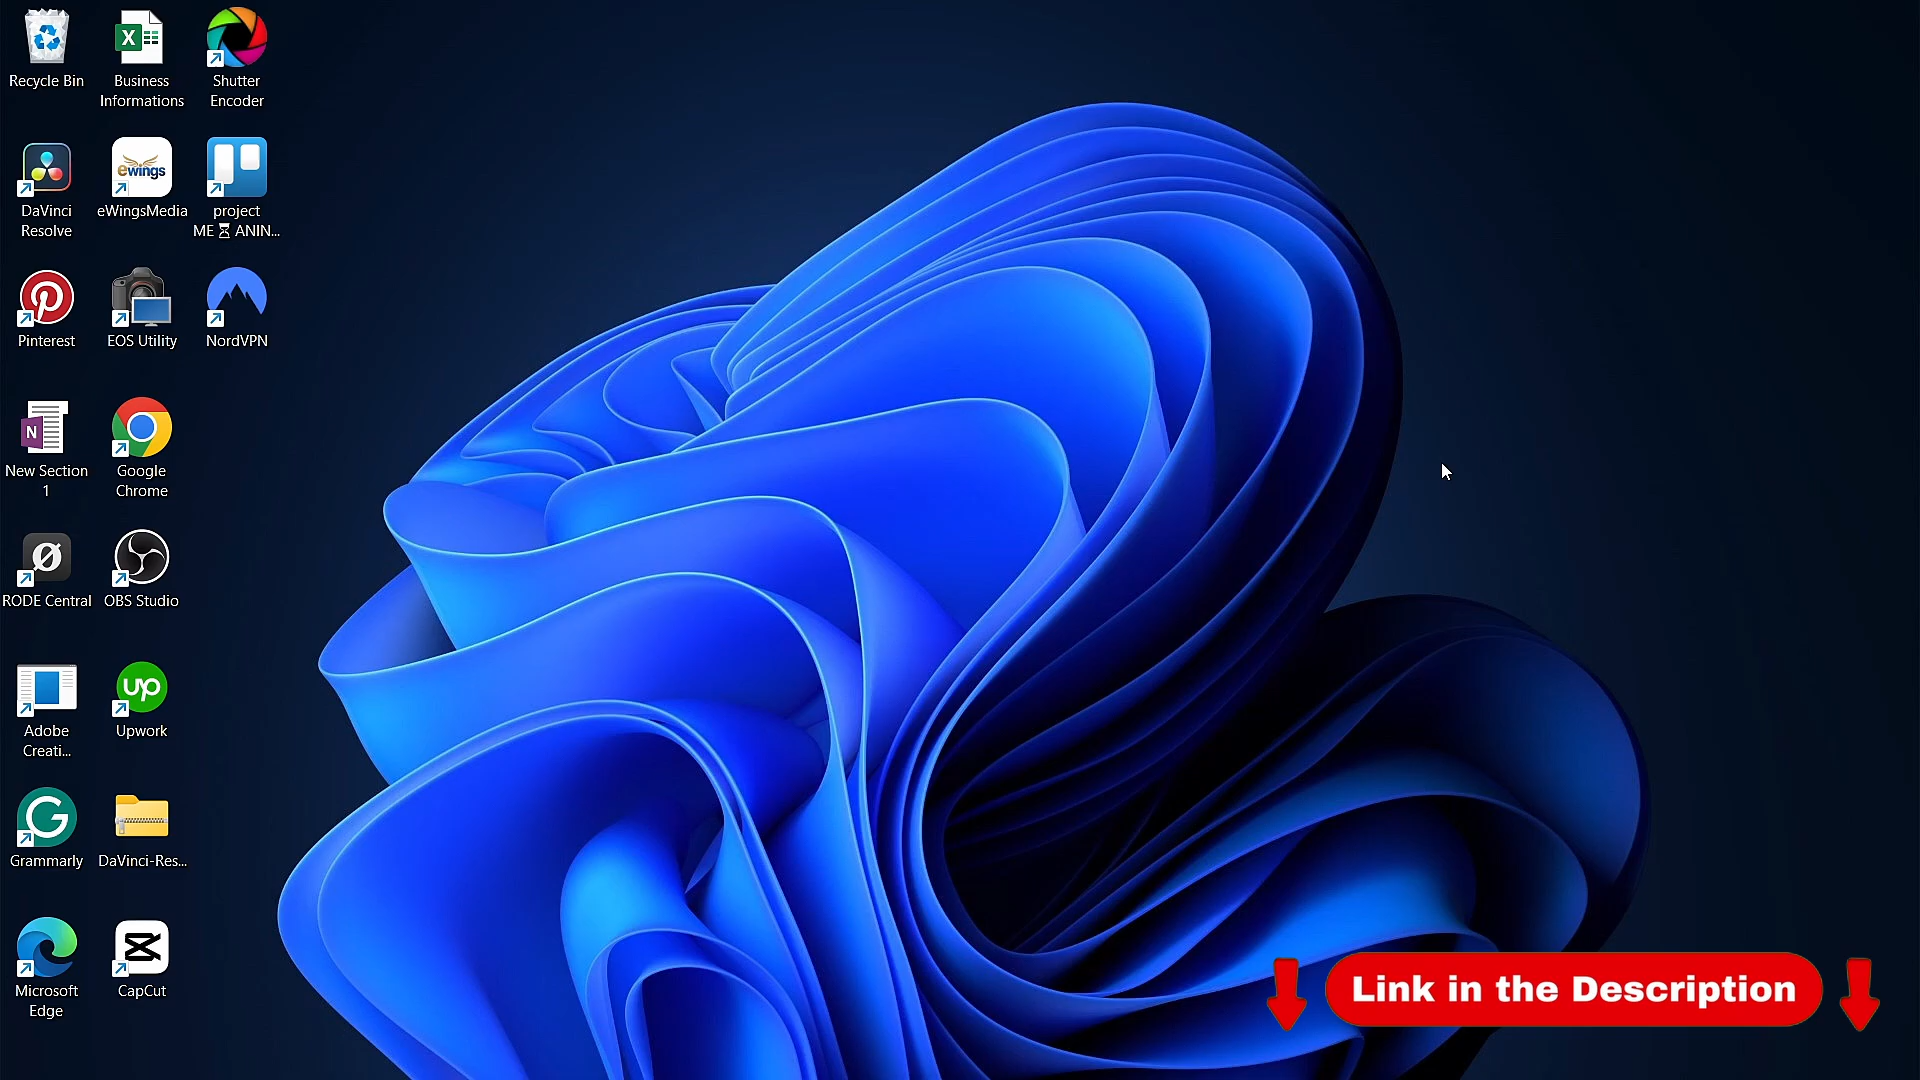 Recycle Bin
Business
Informations
Shutter
Encoder
DaVinci
Resolve
ewings
eWingsMedia
project
ME ⌛ ANIN...
Pinterest
EOS Utility
NordVPN
N
New Section
1
Google
Chrome
RODE Central
OBS Studio
Adobe
Creati...
up
Upwork
Grammarly
DaVinci-Res...
Microsoft
Edge
CapCut
Link in the Description